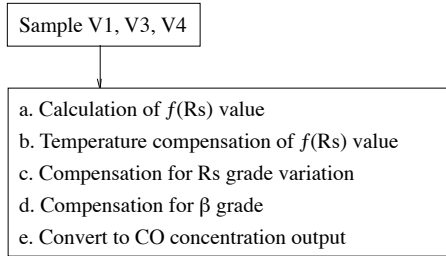 Sample V1, V3, V4
a. Calculation of f(Rs) value
b. Temperature compensation of f(Rs) value
c. Compensation for Rs grade variation
d. Compensation for β grade
e. Convert to CO concentration output